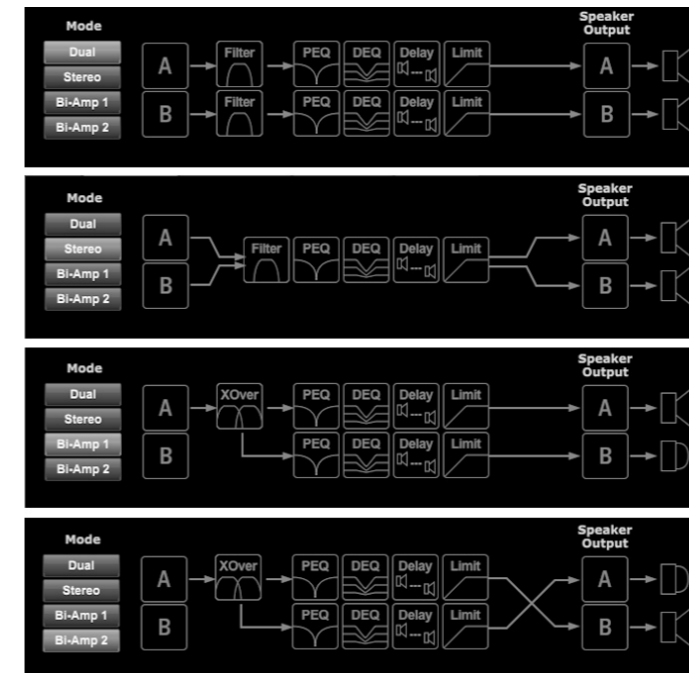 Mode Speaker
Output
Dual A Filter PEQ DEQ Delay Limit A
Stereo
Bi-Amp 1 B Filter PEQ DEQ Delay Limit B
Bi-Amp 2
Mode Speaker
Output
Dual A A
Stereo Filter PEQ DEQ Delay Limit
Bi-Amp 1 B B
Bi-Amp 2
Mode Speaker
Output
Dual A XOver PEQ DEQ Delay Limit A
Stereo
Bi-Amp 1 B PEQ DEQ Delay Limit B
Bi-Amp 2
Mode Speaker
Output
Dual A XOver PEQ DEQ Delay Limit A
Stereo
Bi-Amp 1 B PEQ DEQ Delay Limit B
Bi-Amp 2